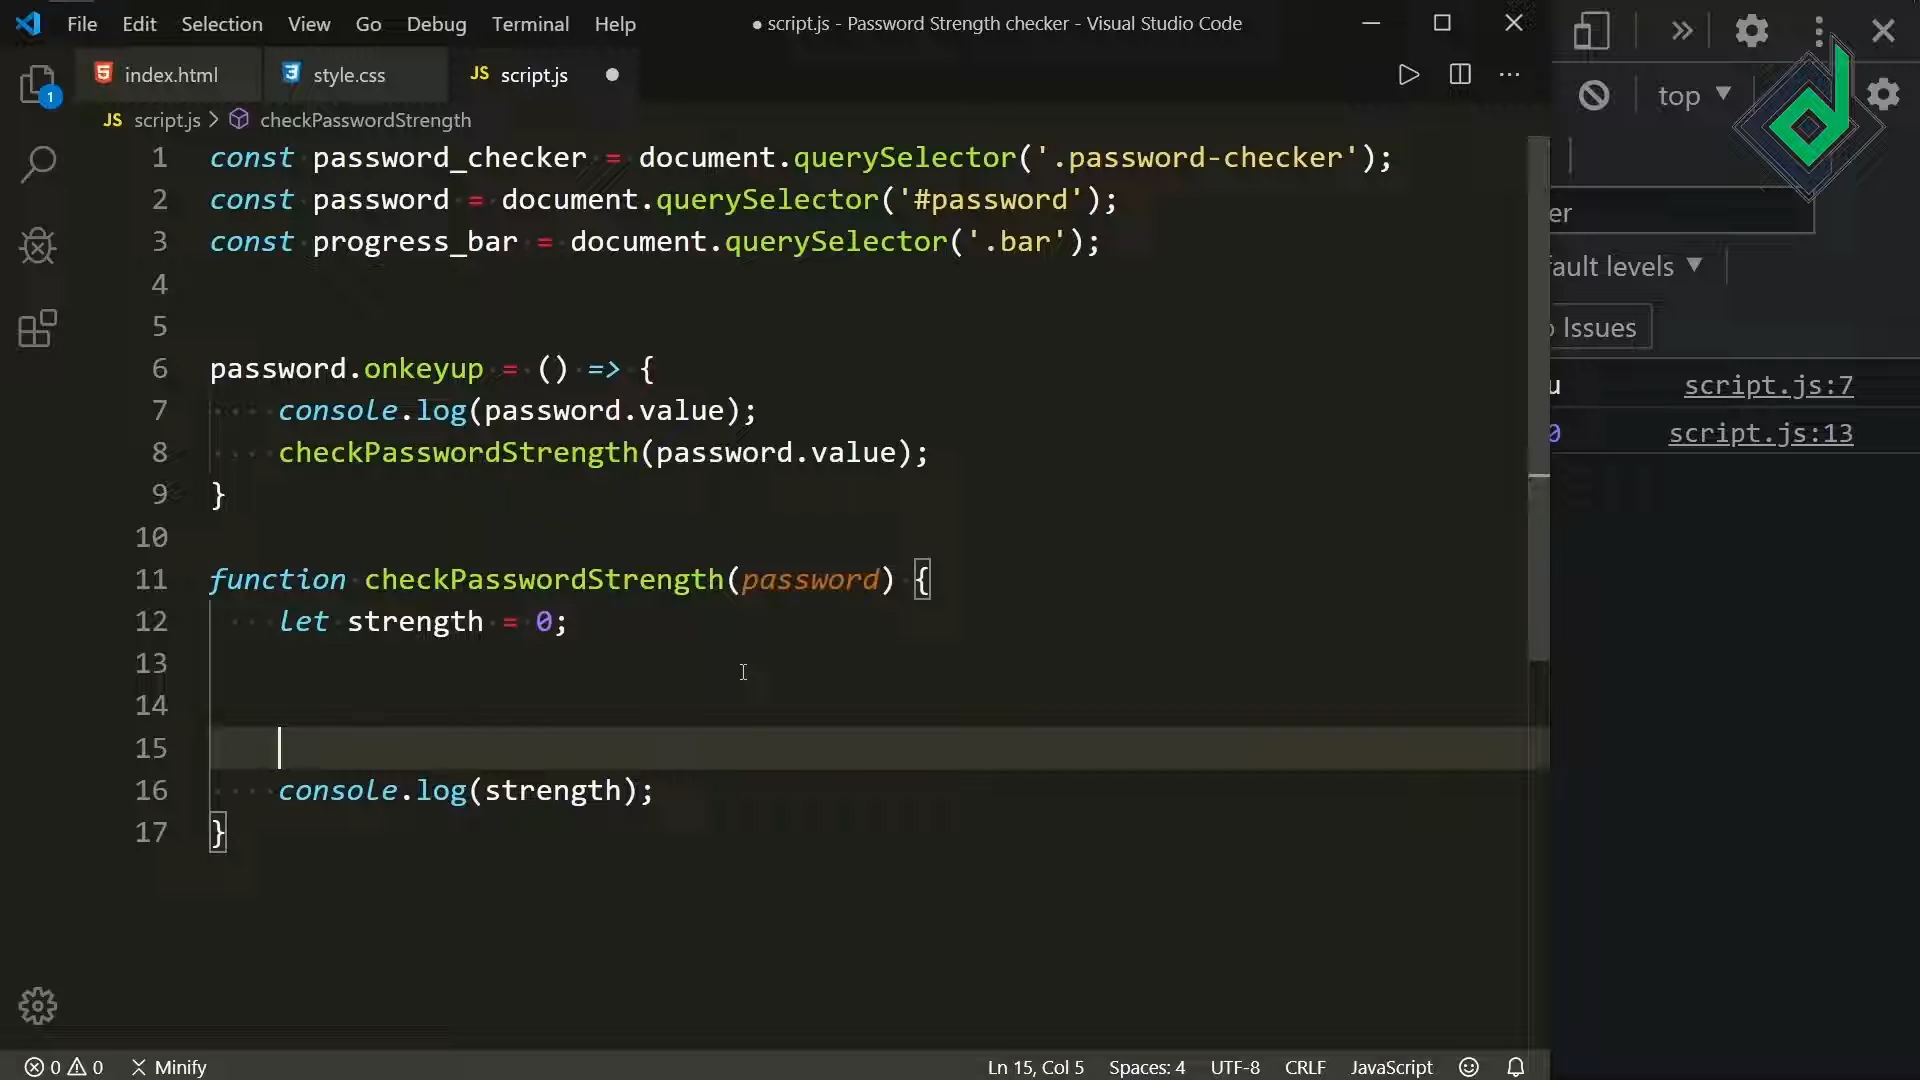 File Edit Selection View Go Debug Terminal Help ● script.js - Password Strength checker - Visual Studio Code
index.html style.css JS script.js ●
JS script.js > checkPasswordStrength
1 const password_checker = document.querySelector('.password-checker');
2 const password = document.querySelector('#password');
3 const progress_bar = document.querySelector('.bar');
4
5
6 password.onkeyup = () => {
7 console.log(password.value);
8 checkPasswordStrength(password.value);
9 }
10
11 function checkPasswordStrength(password) {
12 let strength = 0;
13
14
15
16 console.log(strength);
17 }
1
top
er
fault levels
o Issues
u script.js:7
0 script.js:13
0 0 Minify Ln 15, Col 5 Spaces: 4 UTF-8 CRLF JavaScript